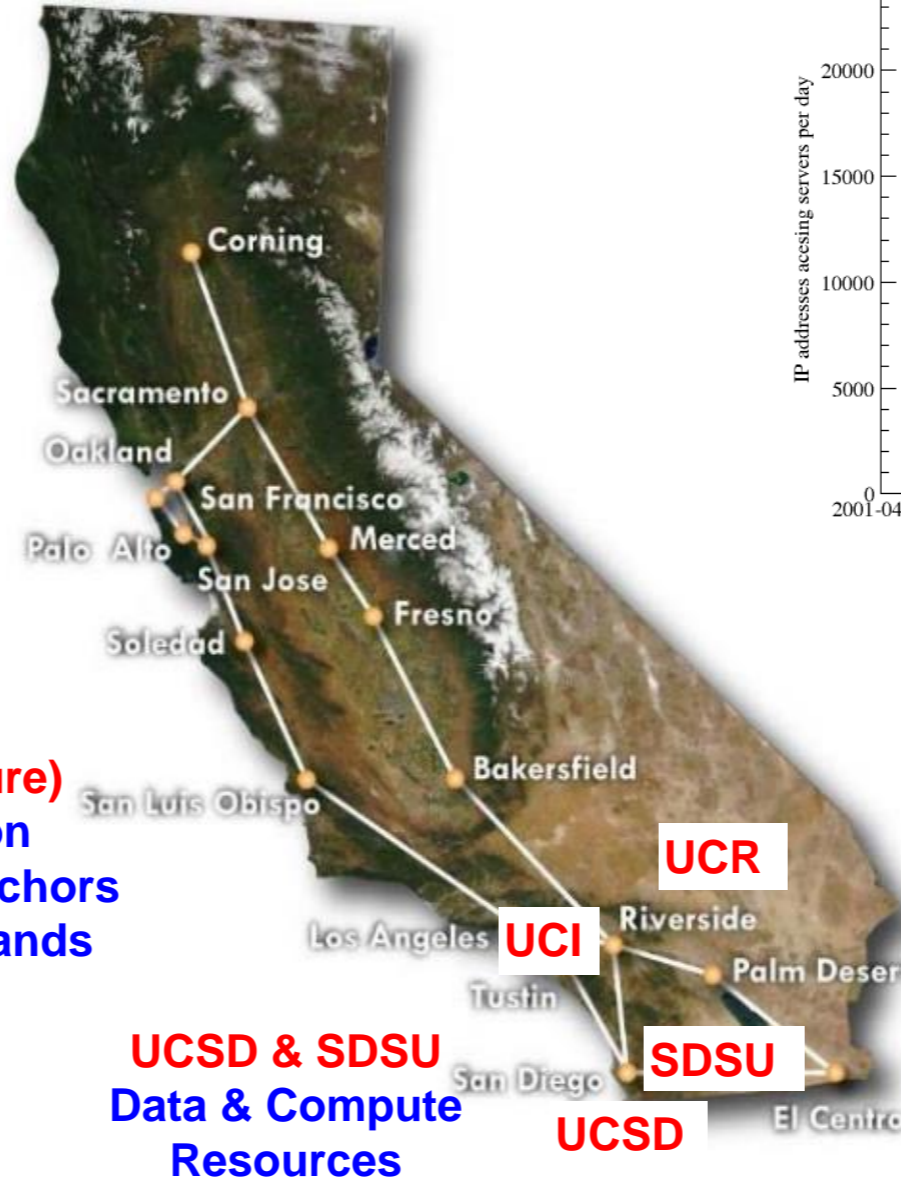 20000
15000
10000
5000
0
2001-04
IP addresses accesing servers per day
Corning
Sacramento
Oakland
San Francisco
Palo Alto
Merced
San Jose
Fresno
Soledad
ure)
San Luis Obispo
Bakersfield
on
chors
ands
UCR
Los Angeles
UCI
Riverside
Tustin
Palm Deser
UCSD & SDSU
Data & Compute
Resources
San Diego
SDSU
UCSD
El Centro